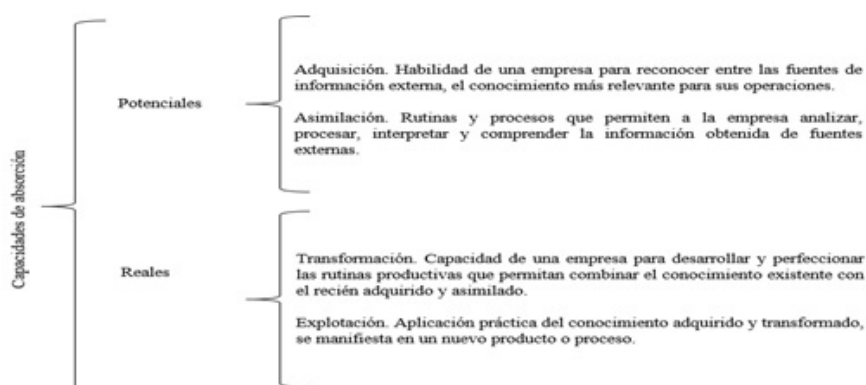 Capacidades de absorción
Potenciales
Adquisición. Habilidad de una empresa para reconocer entre las fuentes de
información externa, el conocimiento más relevante para sus operaciones.
Asimilación. Rutinas y procesos que permiten a la empresa analizar,
procesar, interpretar y comprender la información obtenida de fuentes
externas.
Reales
Transformación. Capacidad de una empresa para desarrollar y perfeccionar
las rutinas productivas que permitan combinar el conocimiento existente con
el recién adquirido y asimilado.
Explotación. Aplicación práctica del conocimiento adquirido y transformado,
se manifiesta en un nuevo producto o proceso.